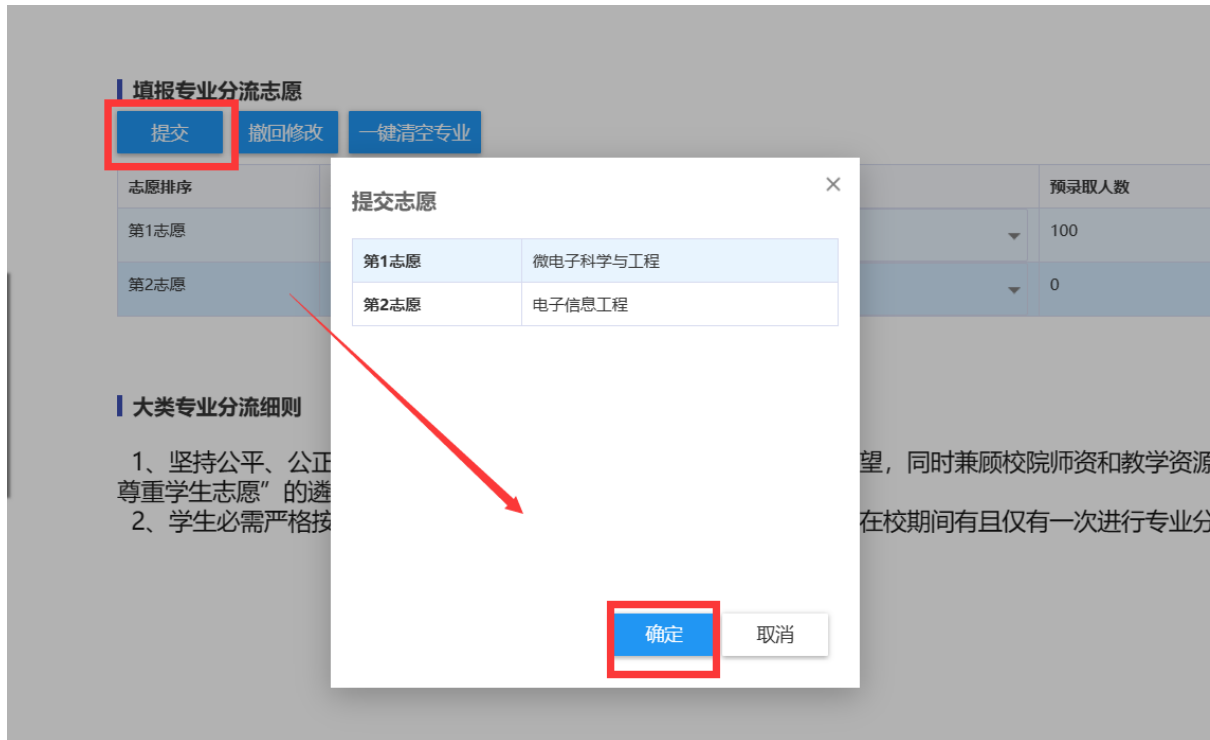 填报专业分流志愿
提交 撤回修改 一键清空专业
志愿排序 预录取人数
第1志愿 100
第2志愿 0
提交志愿 ×
第1志愿 微电子科学与工程
第2志愿 电子信息工程
大类专业分流细则
1、坚持公平、公正 望，同时兼顾校院师资和教学资源
尊重学生志愿”的遴
2、学生必需严格按 在校期间有且仅有一次进行专业分
确定 取消